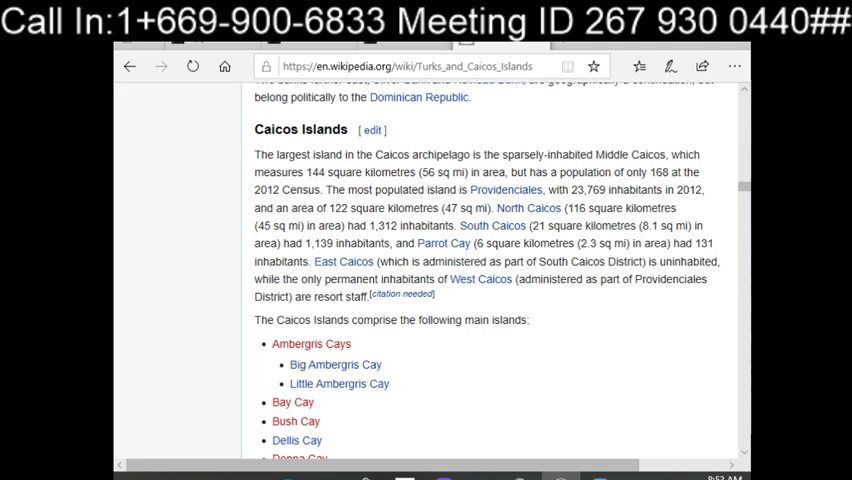 Call In:1+669-900-6833 Meeting ID 267 930 0440##
https://en.wikipedia.org/wiki/Turks_and_Caicos_Islands
belong politically to the Dominican Republic.
Caicos Islands [ edit ]
The largest island in the Caicos archipelago is the sparsely-inhabited Middle Caicos, which
measures 144 square kilometres (56 sq mi) in area, but has a population of only 168 at the
2012 Census. The most populated island is Providenciales, with 23,769 inhabitants in 2012,
and an area of 122 square kilometres (47 sq mi). North Caicos (116 square kilometres
(45 sq mi) in area) had 1,312 inhabitants. South Caicos (21 square kilometres (8.1 sq mi) in
area) had 1,139 inhabitants, and Parrot Cay (6 square kilometres (2.3 sq mi) in area) had 131
inhabitants. East Caicos (which is administered as part of South Caicos District) is uninhabited,
while the only permanent inhabitants of West Caicos (administered as part of Providenciales
District) are resort staff.[citation needed]
The Caicos Islands comprise the following main islands:
• Ambergris Cays
• Big Ambergris Cay
• Little Ambergris Cay
• Bay Cay
• Bush Cay
• Dellis Cay
Donna Cay
8:52 AM